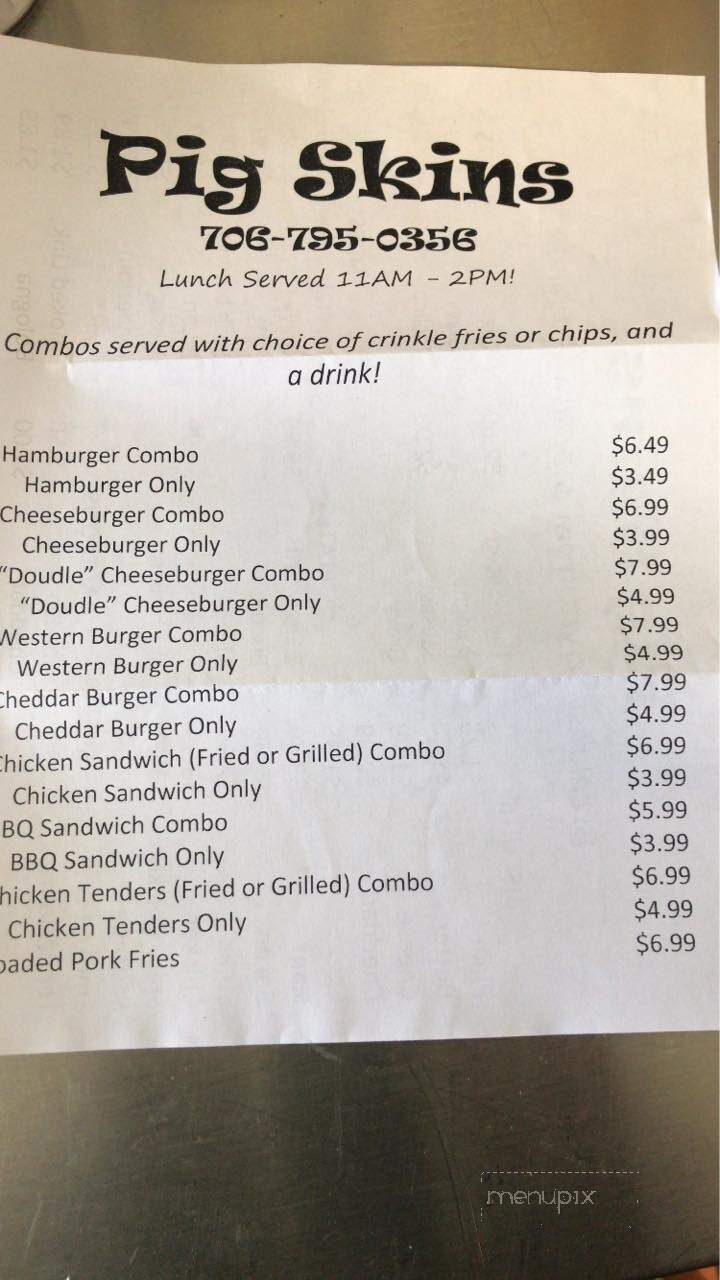 Pig Skins
706-795-0356
Lunch Served 11AM - 2PM!
Combos served with choice of crinkle fries or chips, and
a drink!
Hamburger Combo $6.49
Hamburger Only $3.49
Cheeseburger Combo $6.99
Cheeseburger Only $3.99
"Doudle" Cheeseburger Combo $7.99
"Doudle" Cheeseburger Only $4.99
Western Burger Combo $7.99
Western Burger Only $4.99
Cheddar Burger Combo $7.99
Cheddar Burger Only $4.99
Chicken Sandwich (Fried or Grilled) Combo $6.99
Chicken Sandwich Only $3.99
BQ Sandwich Combo $5.99
BBQ Sandwich Only $3.99
hicken Tenders (Fried or Grilled) Combo $6.99
Chicken Tenders Only $4.99
oaded Pork Fries $6.99
menupix